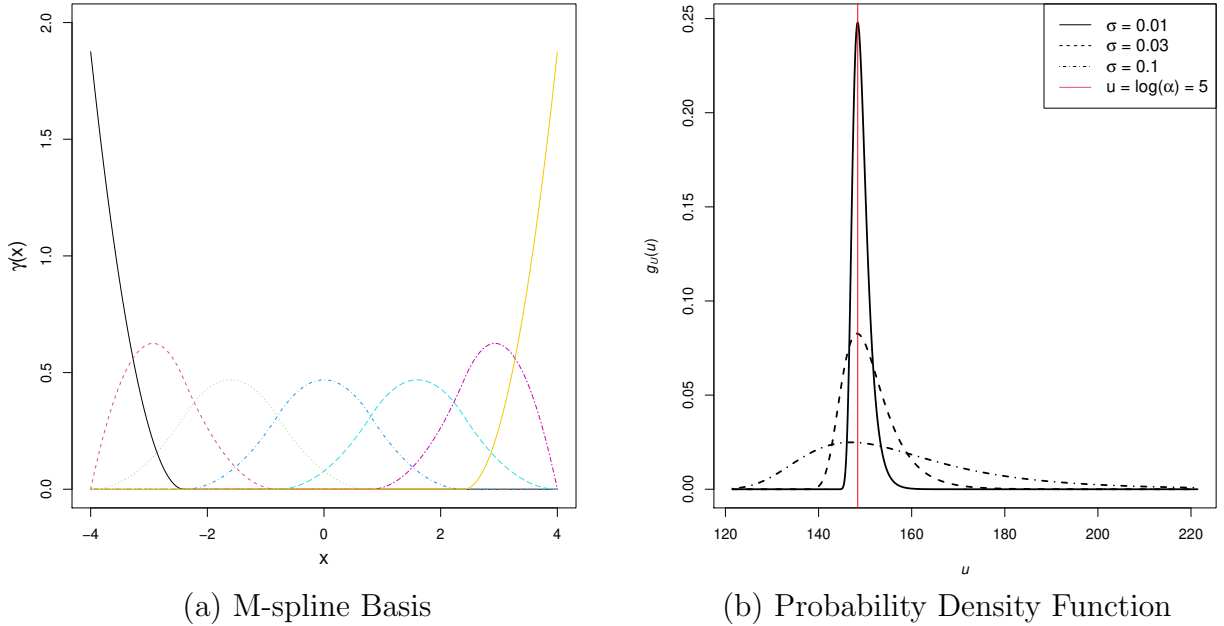 2.0
1.5
1.0
0.5
0.0
γ(x)
−4 −2 0 2 4
x
(a) M-spline Basis
0.25
0.20
0.15
0.10
0.05
0.00
gU(u)
σ = 0.01
σ = 0.03
σ = 0.1
u = log(α) = 5
120 140 160 180 200 220
u
(b) Probability Density Function